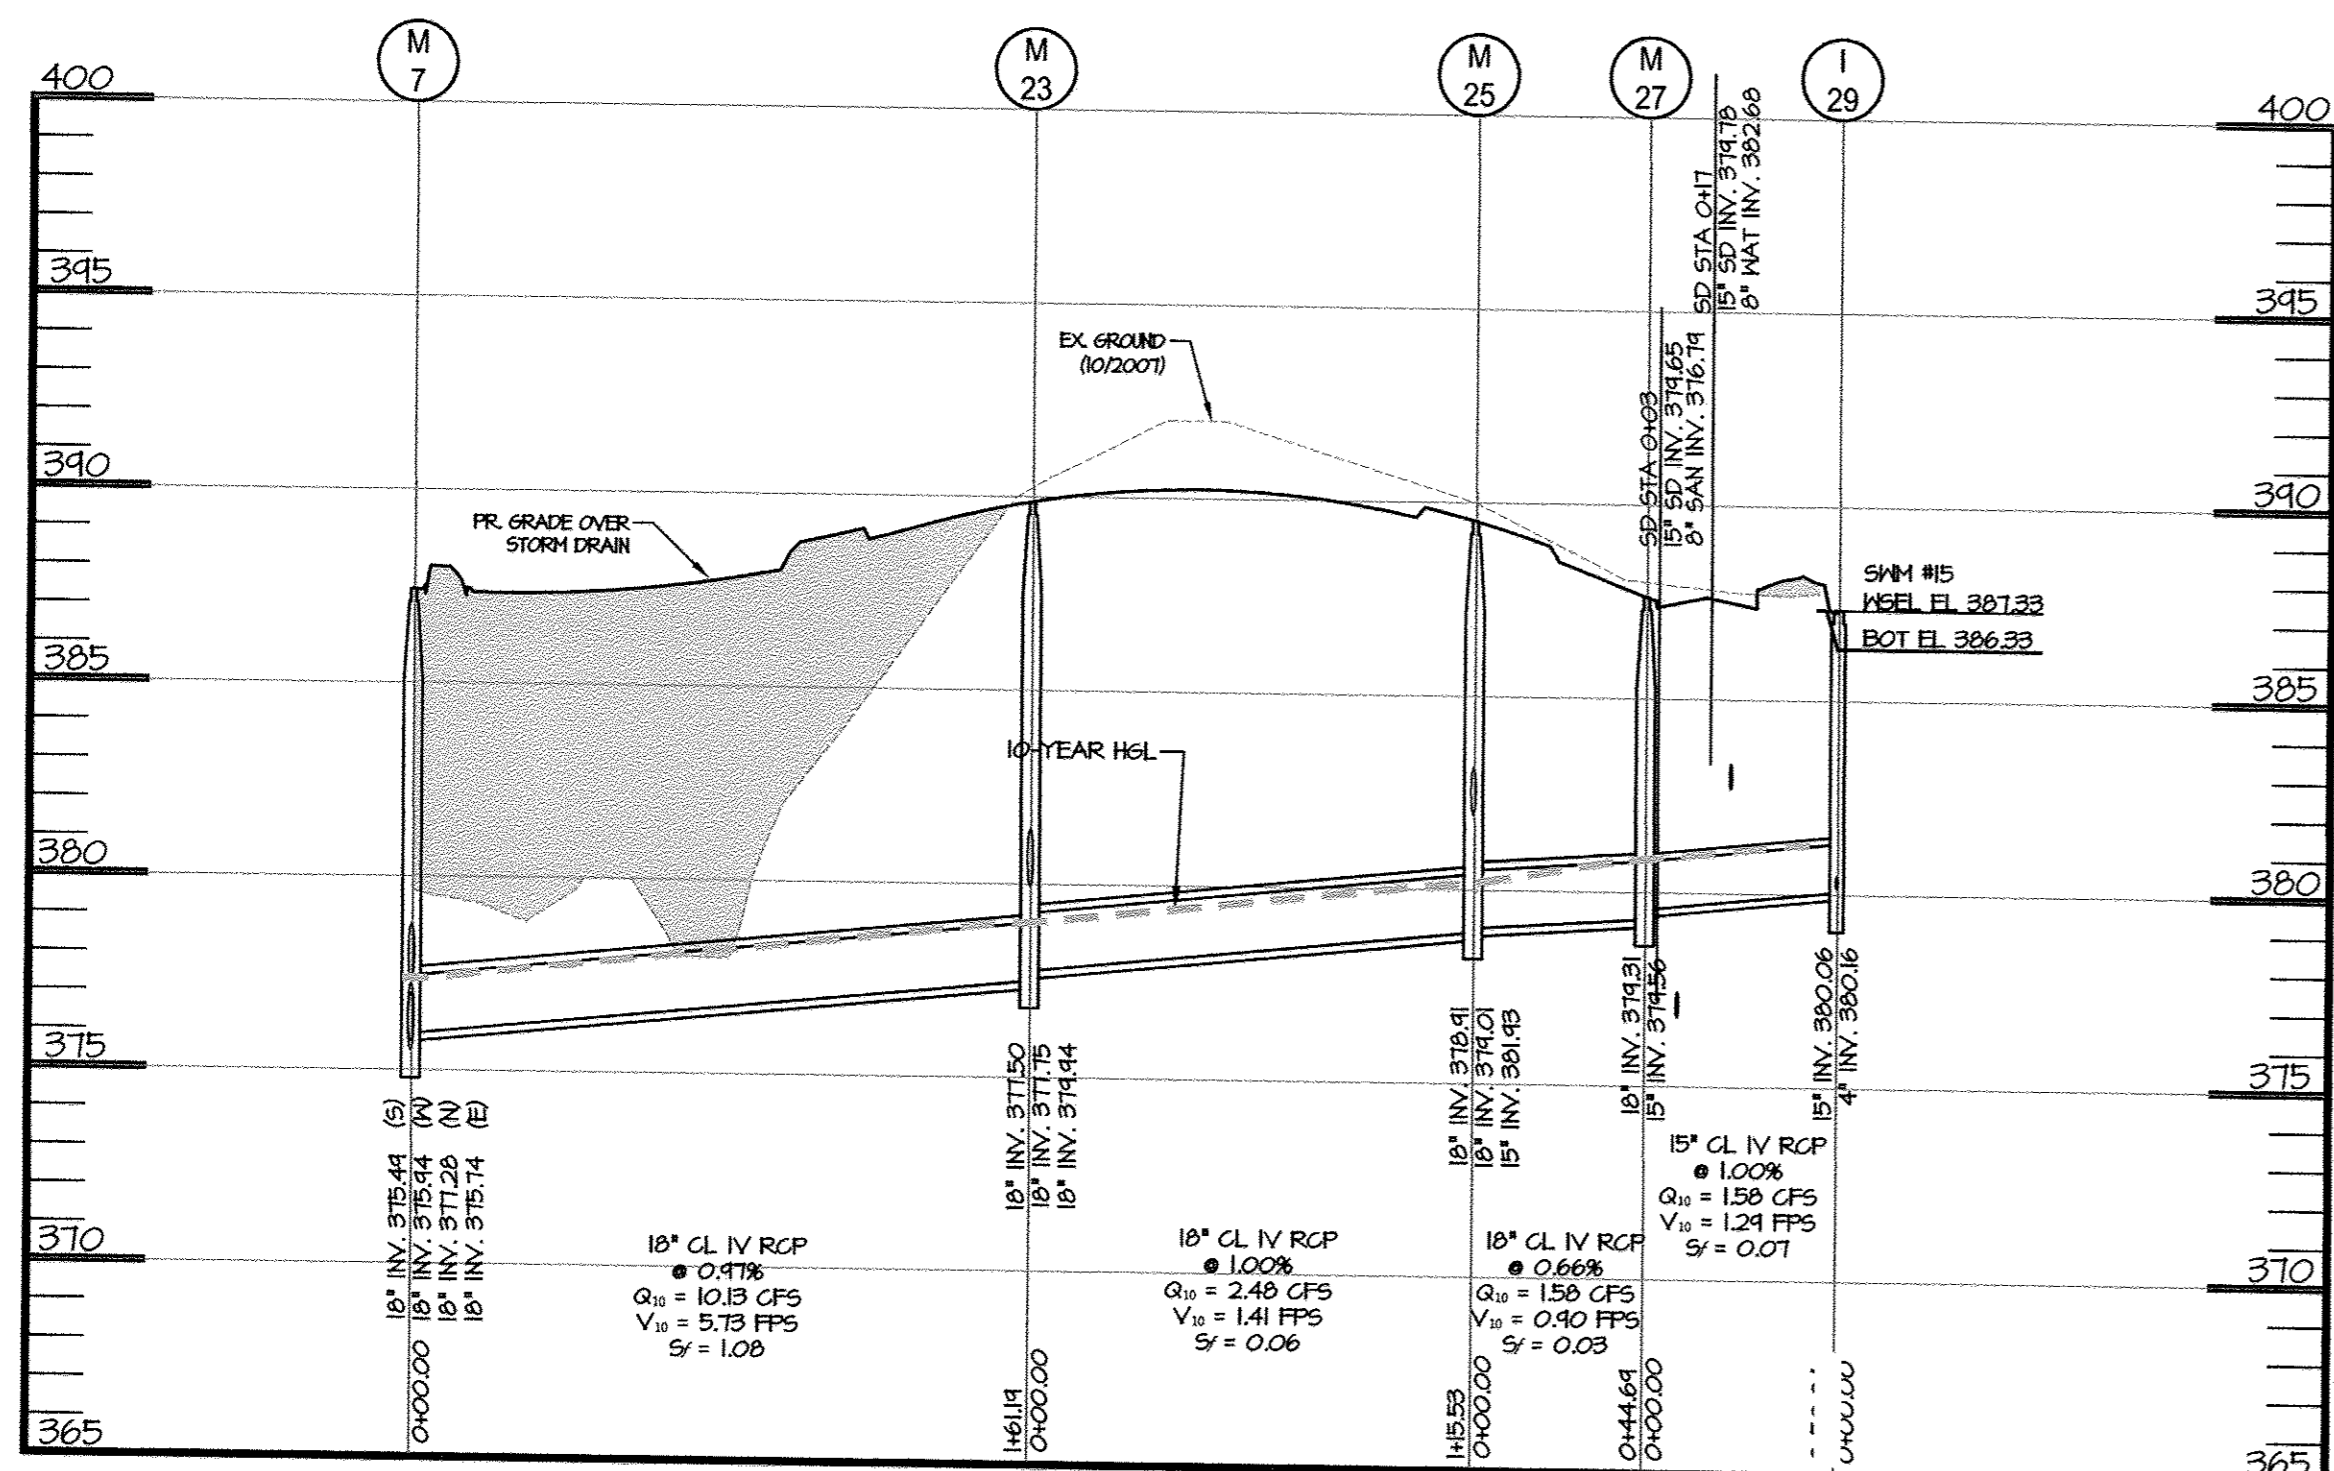 M
7
M
23
M
25
M
27
I
29
400
395
390
385
380
375
370
365
400
395
390
385
380
375
370
365
SD STA 0+17
15" SD INV. 379.78
8" WAT INV. 382.68
SD STA 0+03
15" SD INV. 379.65
8" SAN INV. 376.79
EX. GROUND
(10/2007)
PR. GRADE OVER
STORM DRAIN
10-YEAR HGL
SWM #15
WSEL EL 387.33
BOT EL 386.33
18" INV. 375.49 (S)
18" INV. 375.94 (W)
18" INV. 377.28 (N)
18" INV. 375.74 (E)
18" INV. 377.50
18" INV. 377.75
18" INV. 379.94
18" INV. 378.91
18" INV. 379.01
15" INV. 381.93
18" INV. 379.31
15" INV. 379.56
15" INV. 380.06
4" INV. 380.16
18" CL IV RCP
@ 0.97%
Q10 = 10.13 CFS
V10 = 5.73 FPS
Sf = 1.08
18" CL IV RCP
@ 1.00%
Q10 = 2.48 CFS
V10 = 1.41 FPS
Sf = 0.06
18" CL IV RCP
@ 0.66%
Q10 = 1.58 CFS
V10 = 0.90 FPS
Sf = 0.03
15" CL IV RCP
@ 1.00%
Q10 = 1.58 CFS
V10 = 1.29 FPS
Sf = 0.07
0+00.00
1+61.19
0+00.00
1+15.53
0+00.00
0+44.69
0+00.00
0+00.00